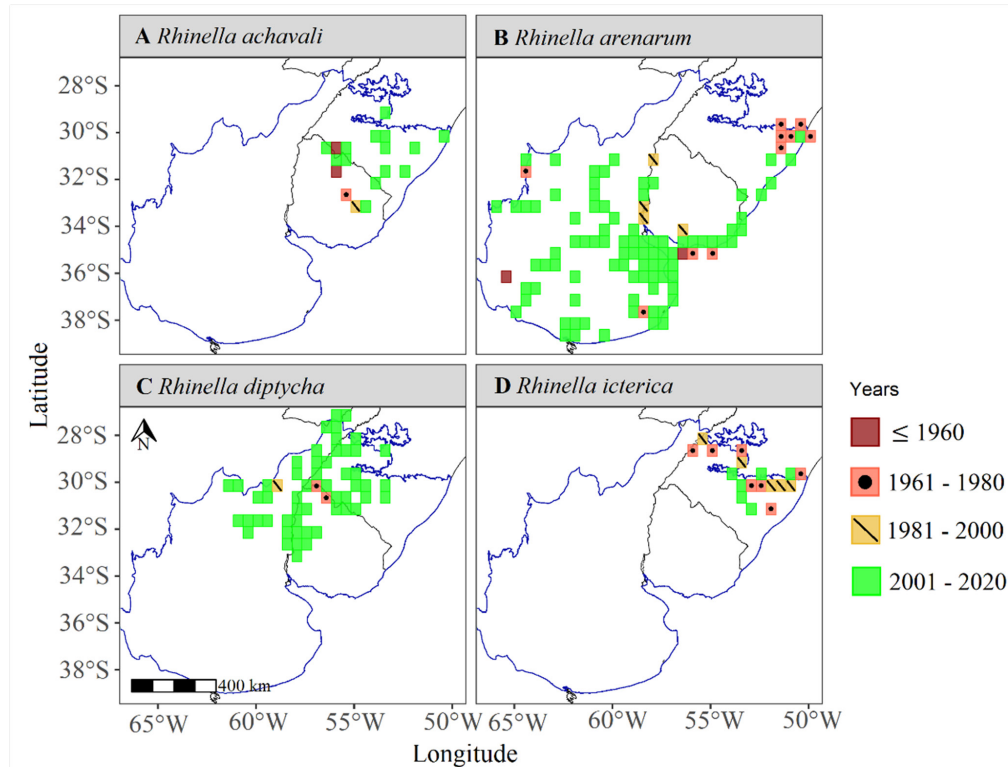 A Rhinella achavali
B Rhinella arenarum
28°S
30°S
32°S
34°S
36°S
38°S
Latitude
C Rhinella diptycha
D Rhinella icterica
N
28°S
30°S
32°S
34°S
36°S
38°S
400 km
65°W
60°W
55°W
50°W
65°W
60°W
55°W
50°W
Longitude
Years
≤ 1960
1961 - 1980
1981 - 2000
2001 - 2020